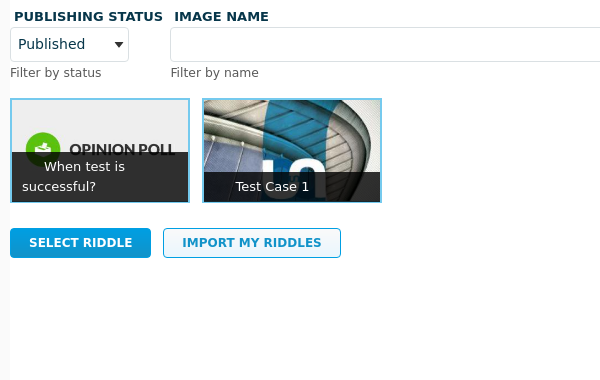 PUBLISHING STATUS IMAGE NAME
Published
Filter by status Filter by name
OPINION POLL
When test is
successful?
5
Test Case 1
SELECT RIDDLE IMPORT MY RIDDLES